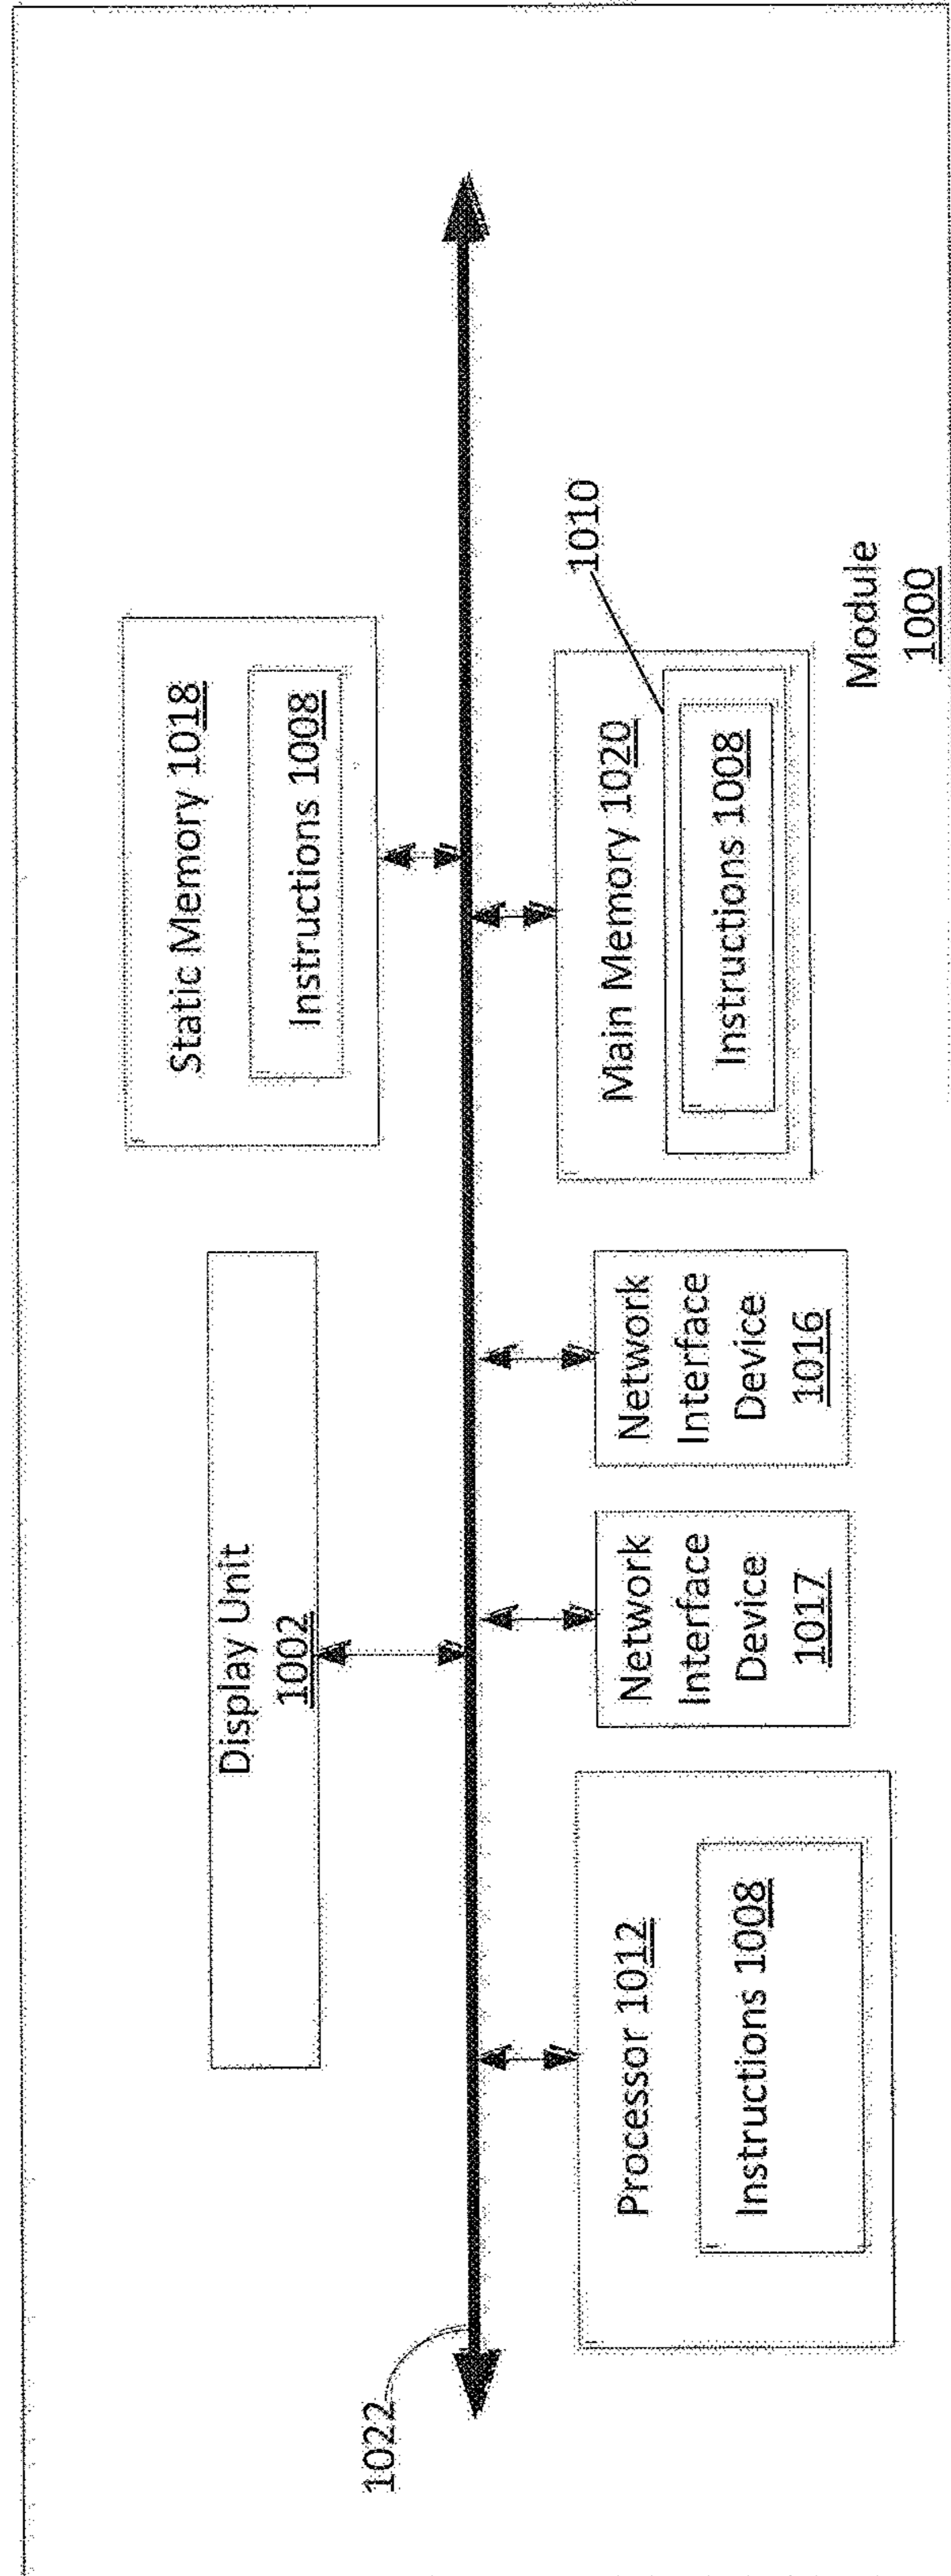 1022
Display Unit
1002
Static Memory 1018
Instructions 1008
Processor 1012
Instructions 1008
Network
Interface
Device
1017
Network
Interface
Device
1016
Main Memory 1020
Instructions 1008
1010
Module
1000